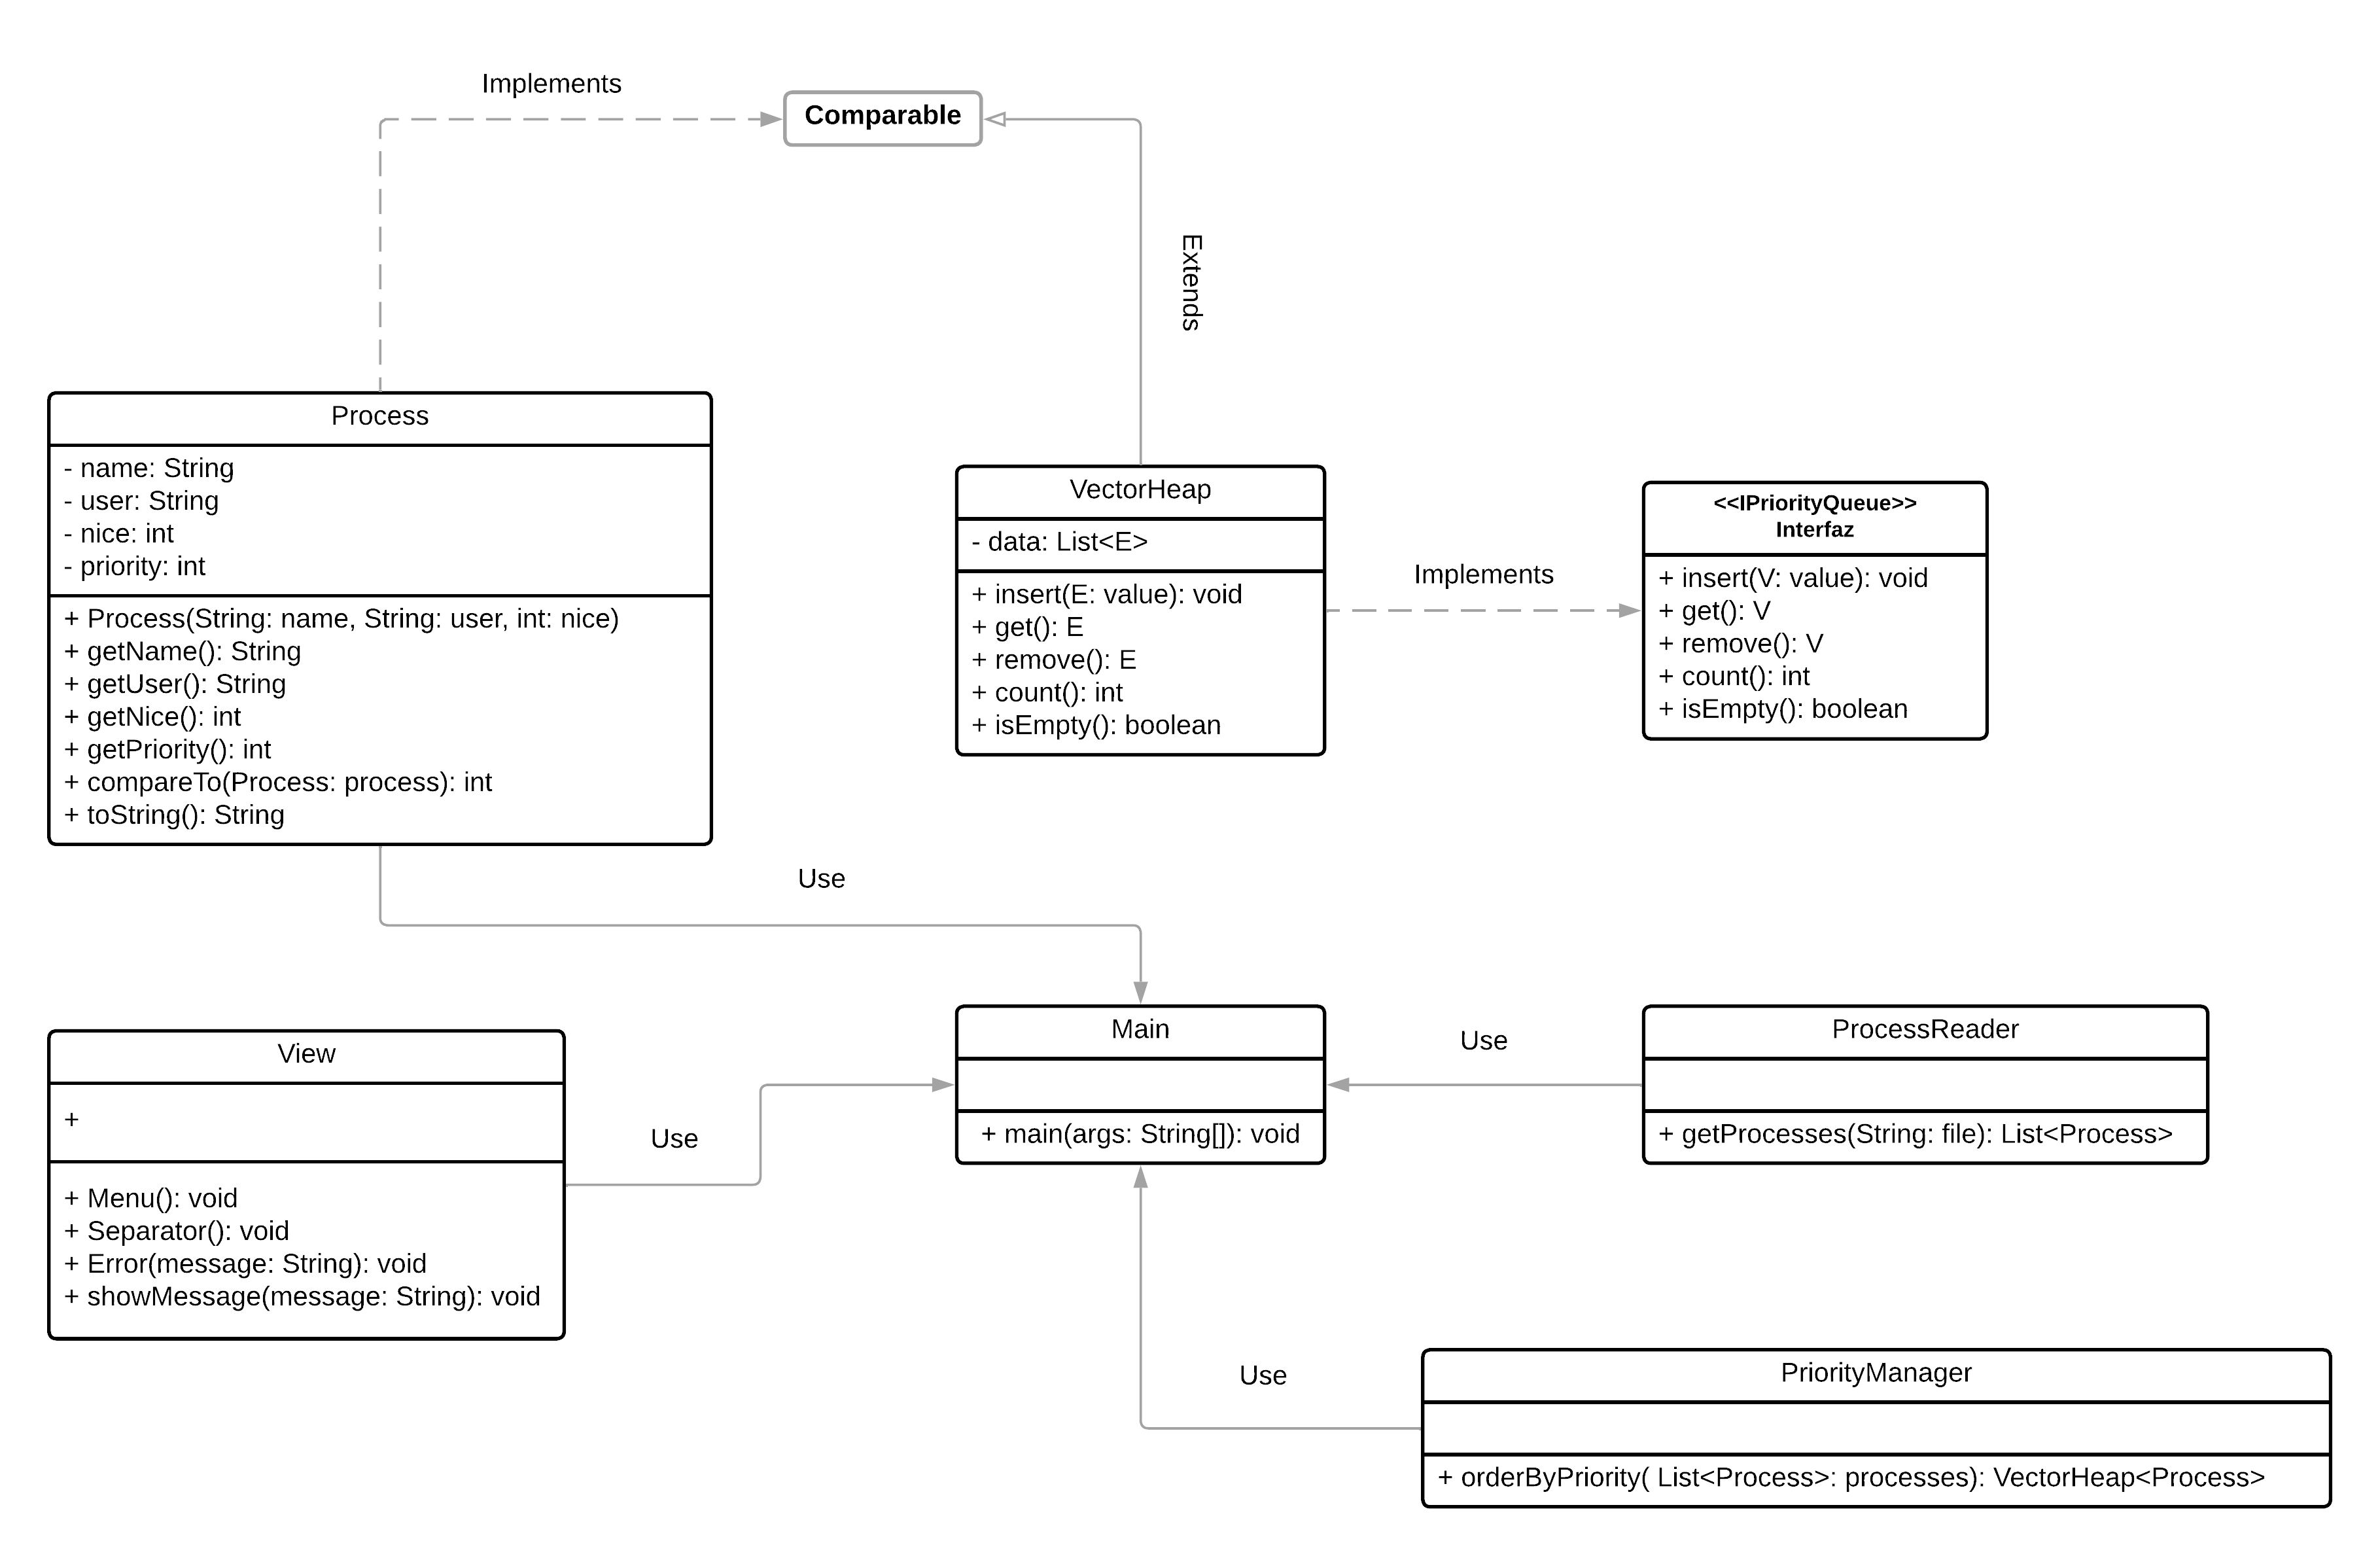 Implements
Comparable
Extends
Process
- name: String
- user: String
- nice: int
- priority: int
+ Process(String: name, String: user, int: nice)
+ getName(): String
+ getUser(): String
+ getNice(): int
+ getPriority(): int
+ compareTo(Process: process): int
+ toString(): String
VectorHeap
- data: List<E>
+ insert(E: value): void
+ get(): E
+ remove(): E
+ count(): int
+ isEmpty(): boolean
Implements
<<IPriorityQueue>>
Interfaz
+ insert(V: value): void
+ get(): V
+ remove(): V
+ count(): int
+ isEmpty(): boolean
Use
View
+
+ Menu(): void
+ Separator(): void
+ Error(message: String): void
+ showMessage(message: String): void
Use
Main
+ main(args: String[]): void
Use
ProcessReader
+ getProcesses(String: file): List<Process>
Use
PriorityManager
+ orderByPriority( List<Process>: processes): VectorHeap<Process>